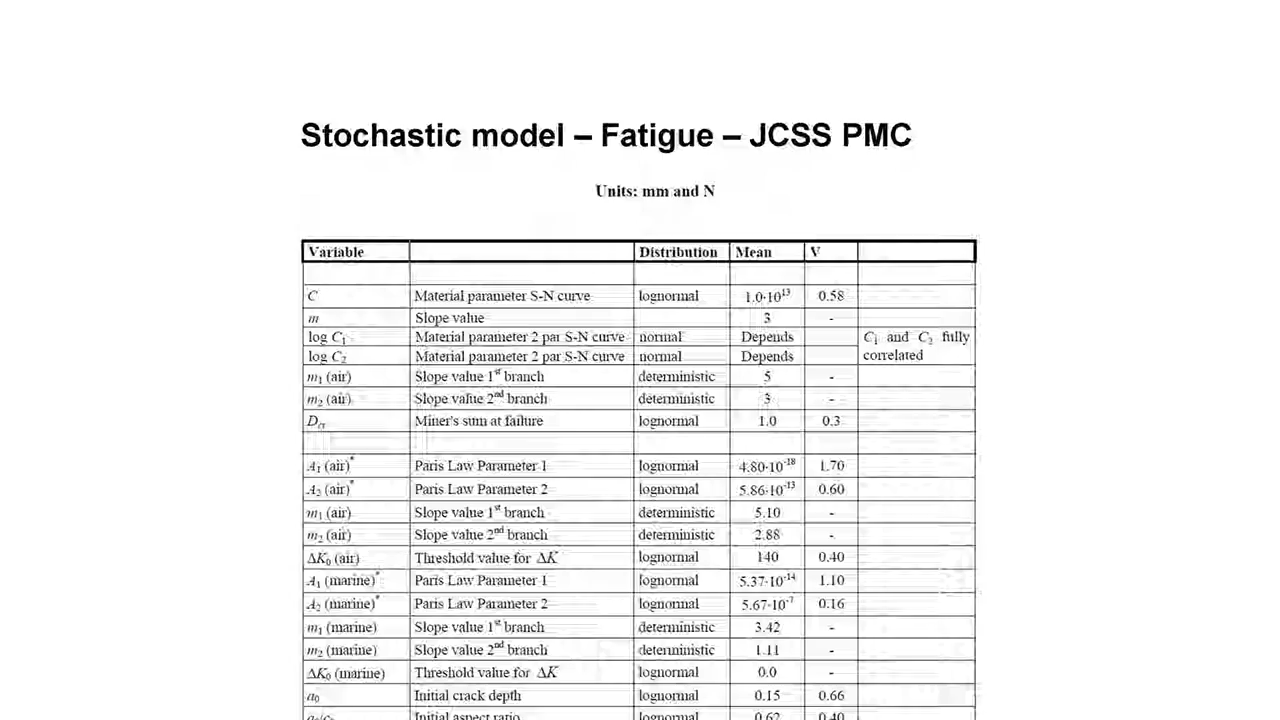 Stochastic model – Fatigue – JCSS PMC
Units: mm and N
Variable Distribution Mean V
C Material parameter S-N curve lognormal 1.0·10¹³ 0.58
m Slope value 3 -
log C₁ Material parameter 2 par S-N curve normal Depends C₁ and C₂ fully
log C₂ Material parameter 2 par S-N curve normal Depends correlated
m₁ (air) Slope value 1st branch deterministic 5 -
m₂ (air) Slope value 2nd branch deterministic 3 -
D_cr Miner's sum at failure lognormal 1.0 0.3
A₁ (air)* Paris Law Parameter 1 lognormal 4.80·10⁻¹⁸ 1.70
A₂ (air)* Paris Law Parameter 2 lognormal 5.86·10⁻¹³ 0.60
m₁ (air) Slope value 1st branch deterministic 5.10 -
m₂ (air) Slope value 2nd branch deterministic 2.88 -
ΔK₀ (air) Threshold value for ΔK lognormal 140 0.40
A₁ (marine)* Paris Law Parameter 1 lognormal 5.37·10⁻¹⁴ 1.10
A₂ (marine)* Paris Law Parameter 2 lognormal 5.67·10⁻⁷ 0.16
m₁ (marine) Slope value 1st branch deterministic 3.42 -
m₂ (marine) Slope value 2nd branch deterministic 1.11 -
ΔK₀ (marine) Threshold value for ΔK lognormal 0.0 -
a₀ Initial crack depth lognormal 0.15 0.66
a₀/c₀ Initial aspect ratio lognormal 0.62 0.40